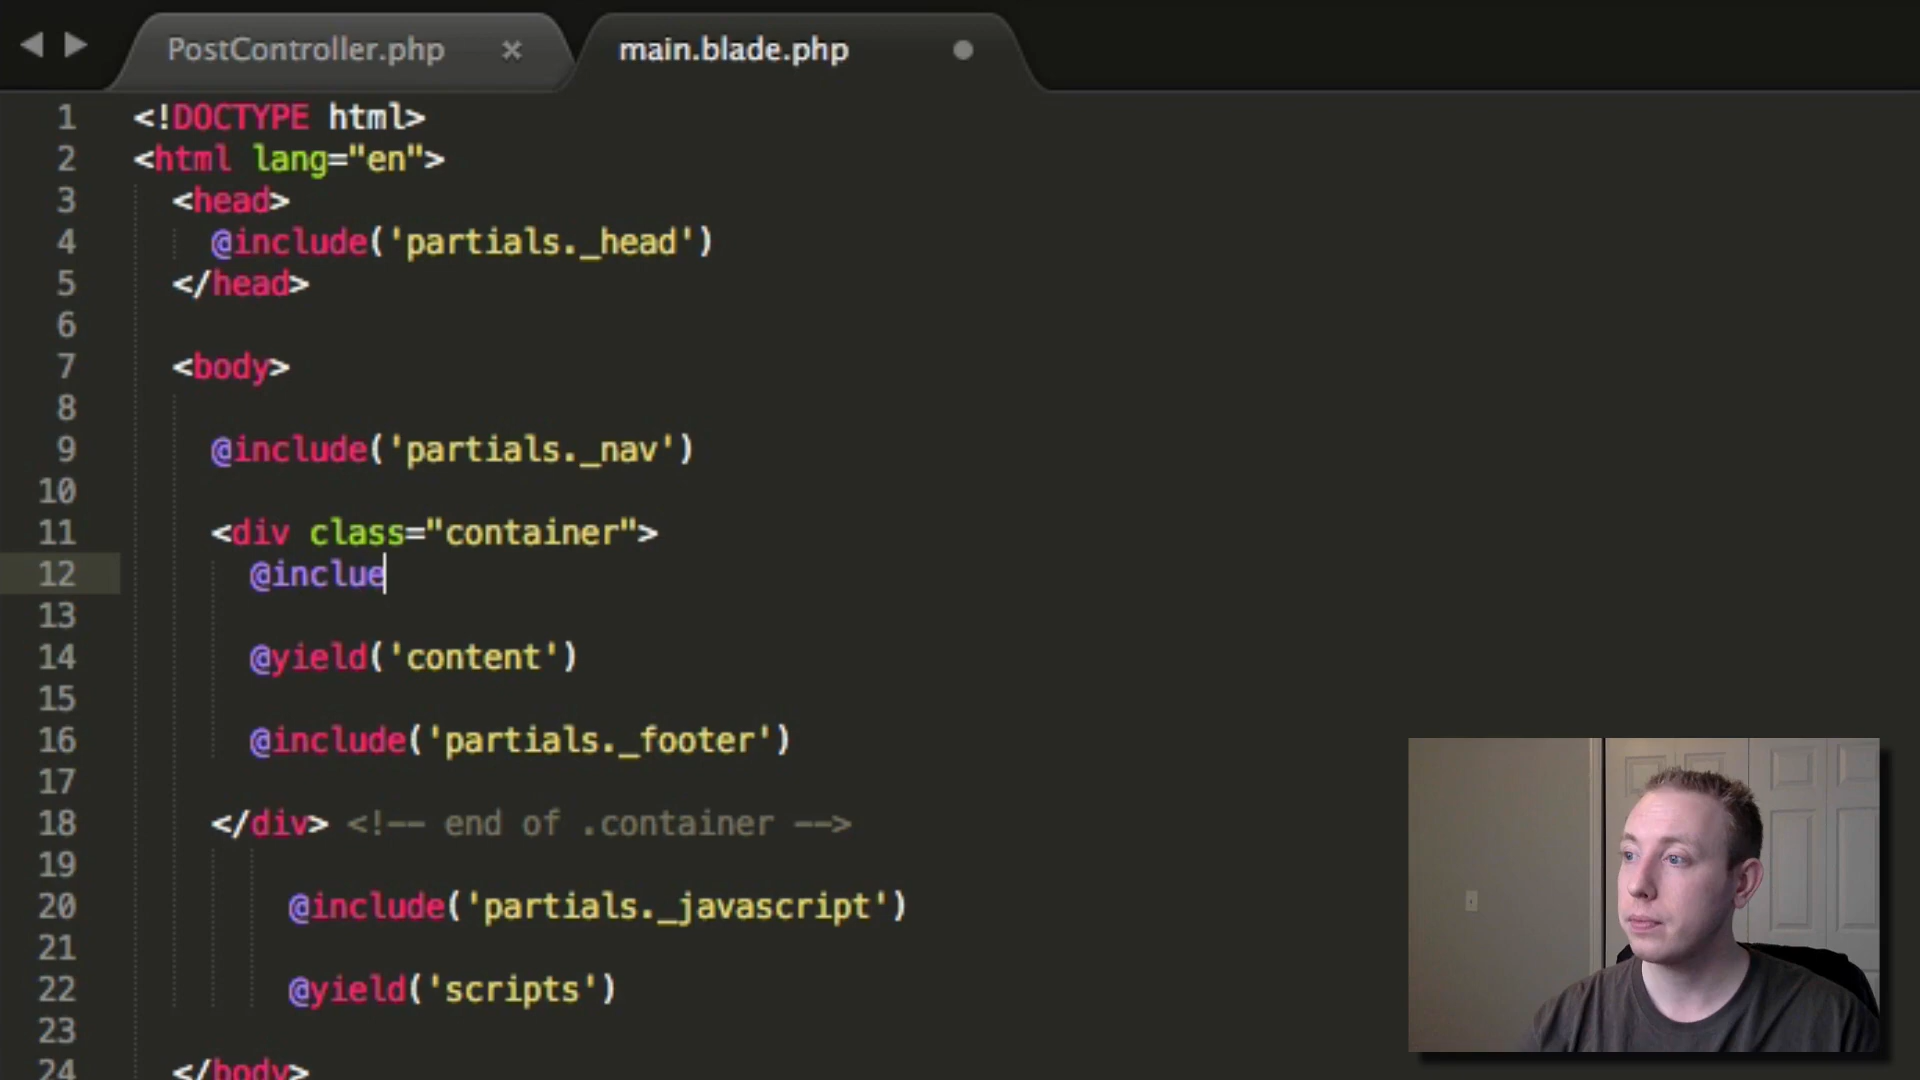 PostController.php × main.blade.php
1 <!DOCTYPE html>
2 <html lang="en">
3 <head>
4 @include('partials._head')
5 </head>
6
7 <body>
8
9 @include('partials._nav')
10
11 <div class="container">
12 @inclue
13
14 @yield('content')
15
16 @include('partials._footer')
17
18 </div> <!-- end of .container -->
19
20 @include('partials._javascript')
21
22 @yield('scripts')
23
24 </body>